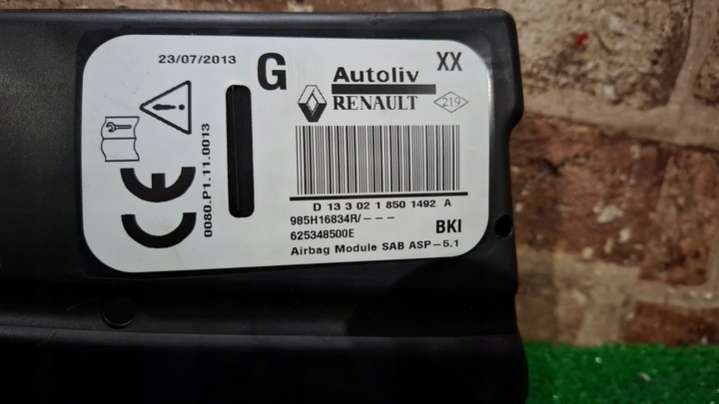 23/07/2013
G
Autoliv
XX
RENAULT
219
0080.P1.11.0013
CE
D 13 3 02 1 850 1492 A
985H16834R/---
625348500E
BKI
Airbag Module SAB ASP-5.1